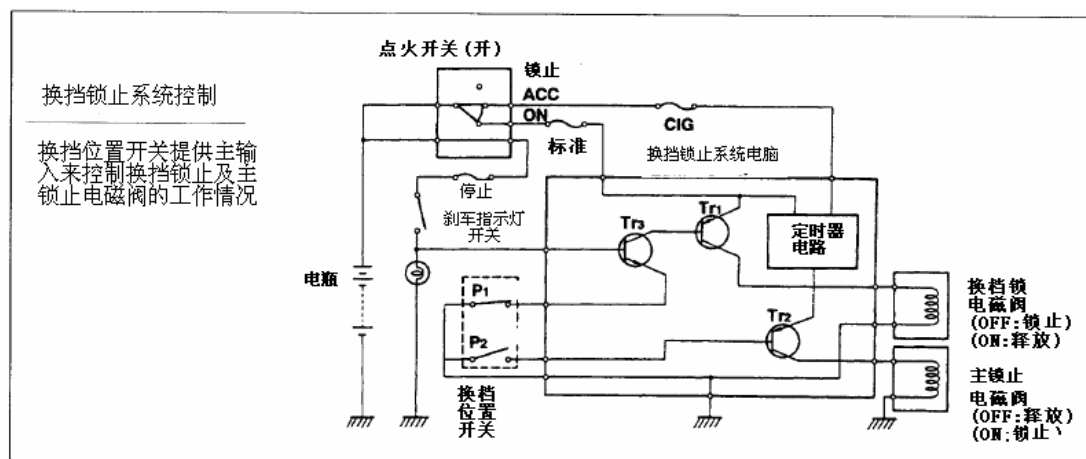 换挡锁止系统控制
换挡位置开关提供主输
入来控制换挡锁止及主
锁止电磁阀的工作情况
点火开关(开)
镜止
ACC
ON
标准
CIG
换挡锁止系统电脑
停止
刹车指示灯
开关
电瓶
P1
P2
换档
位置
开关
Tr3
Tr1
Tr2
定时器
电路
换档锁
电磁阀
(OFF:锁止)
(ON:释放)
主锁止
电磁阀
(OFF:释放)
(ON:锁止)